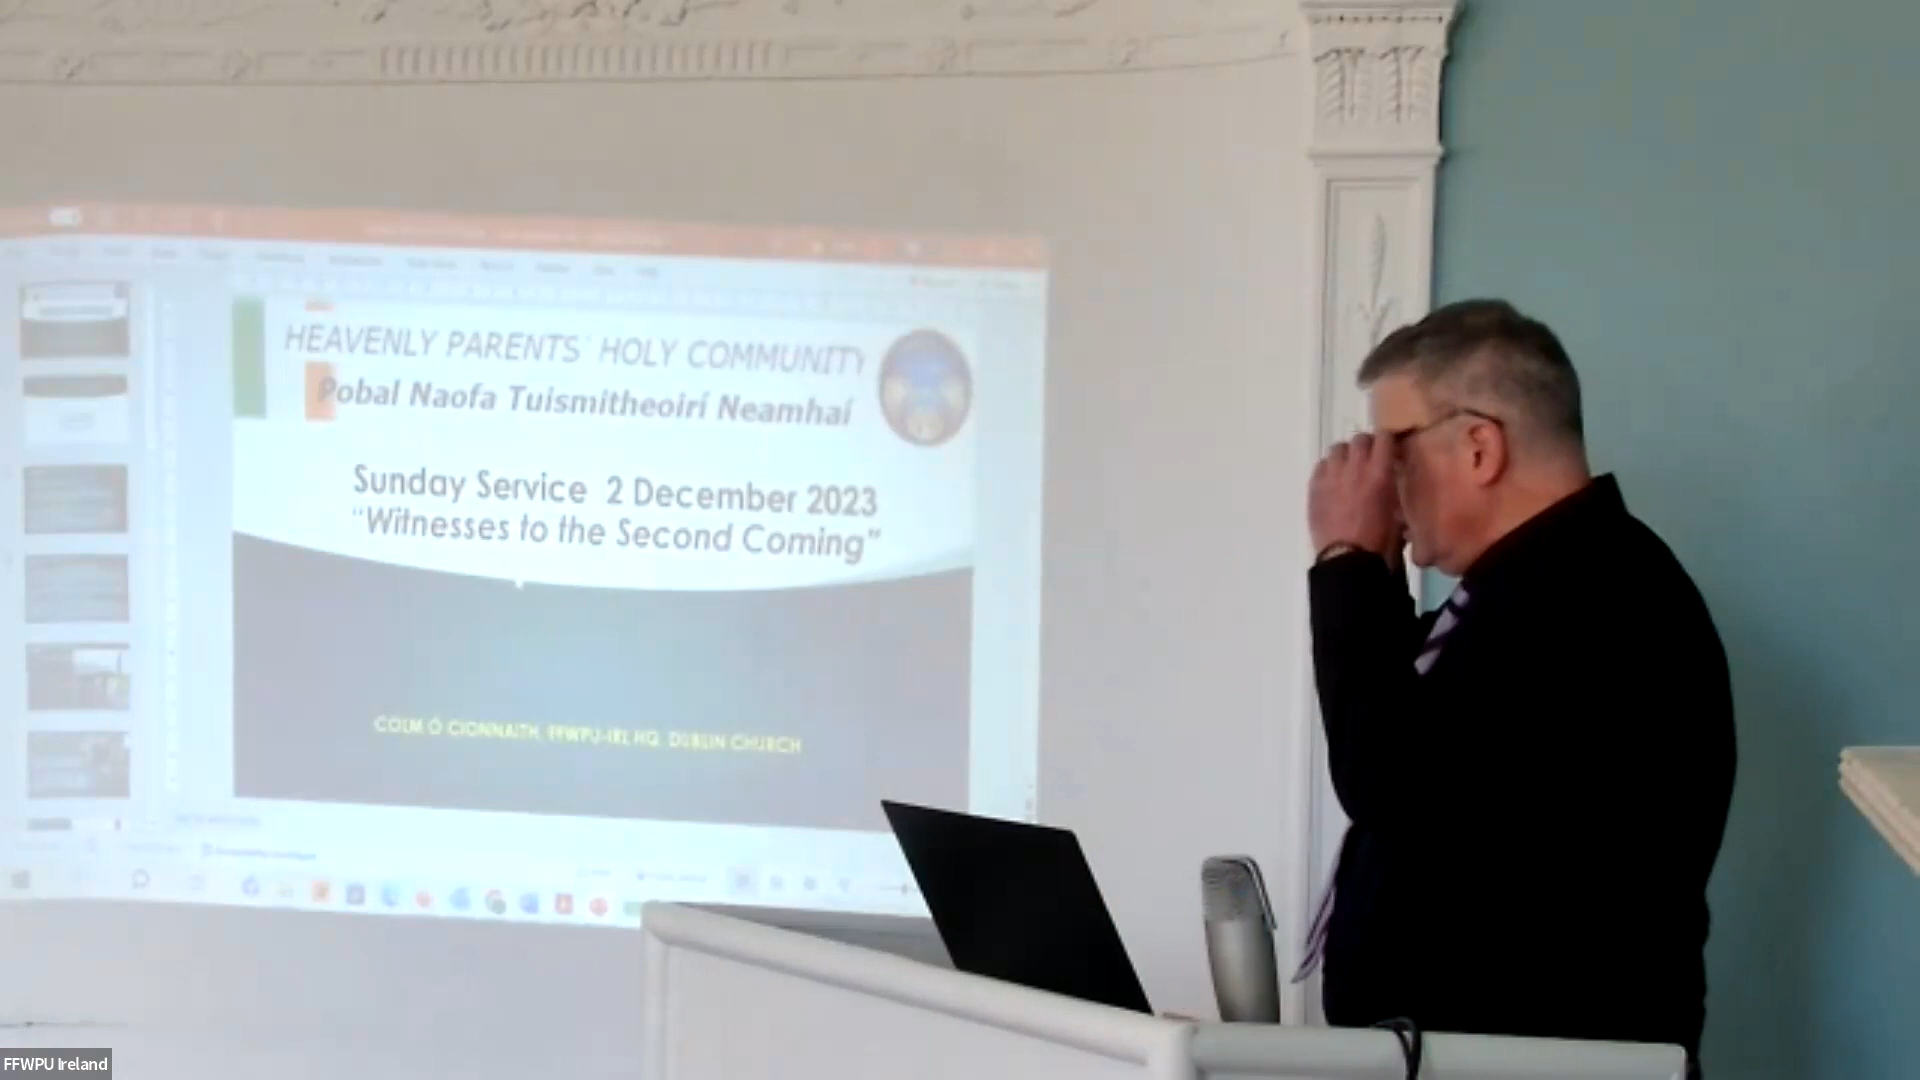 HEAVENLY PARENTS' HOLY COMMUNITY
Pobal Naofa Tuismitheoirí Neamhaí
Sunday Service 2 December 2023
"Witnesses to the Second Coming"
COLM Ó CIONNAITH, FFWPU-IRL HQ, DUBLIN CHURCH
FFWPU Ireland